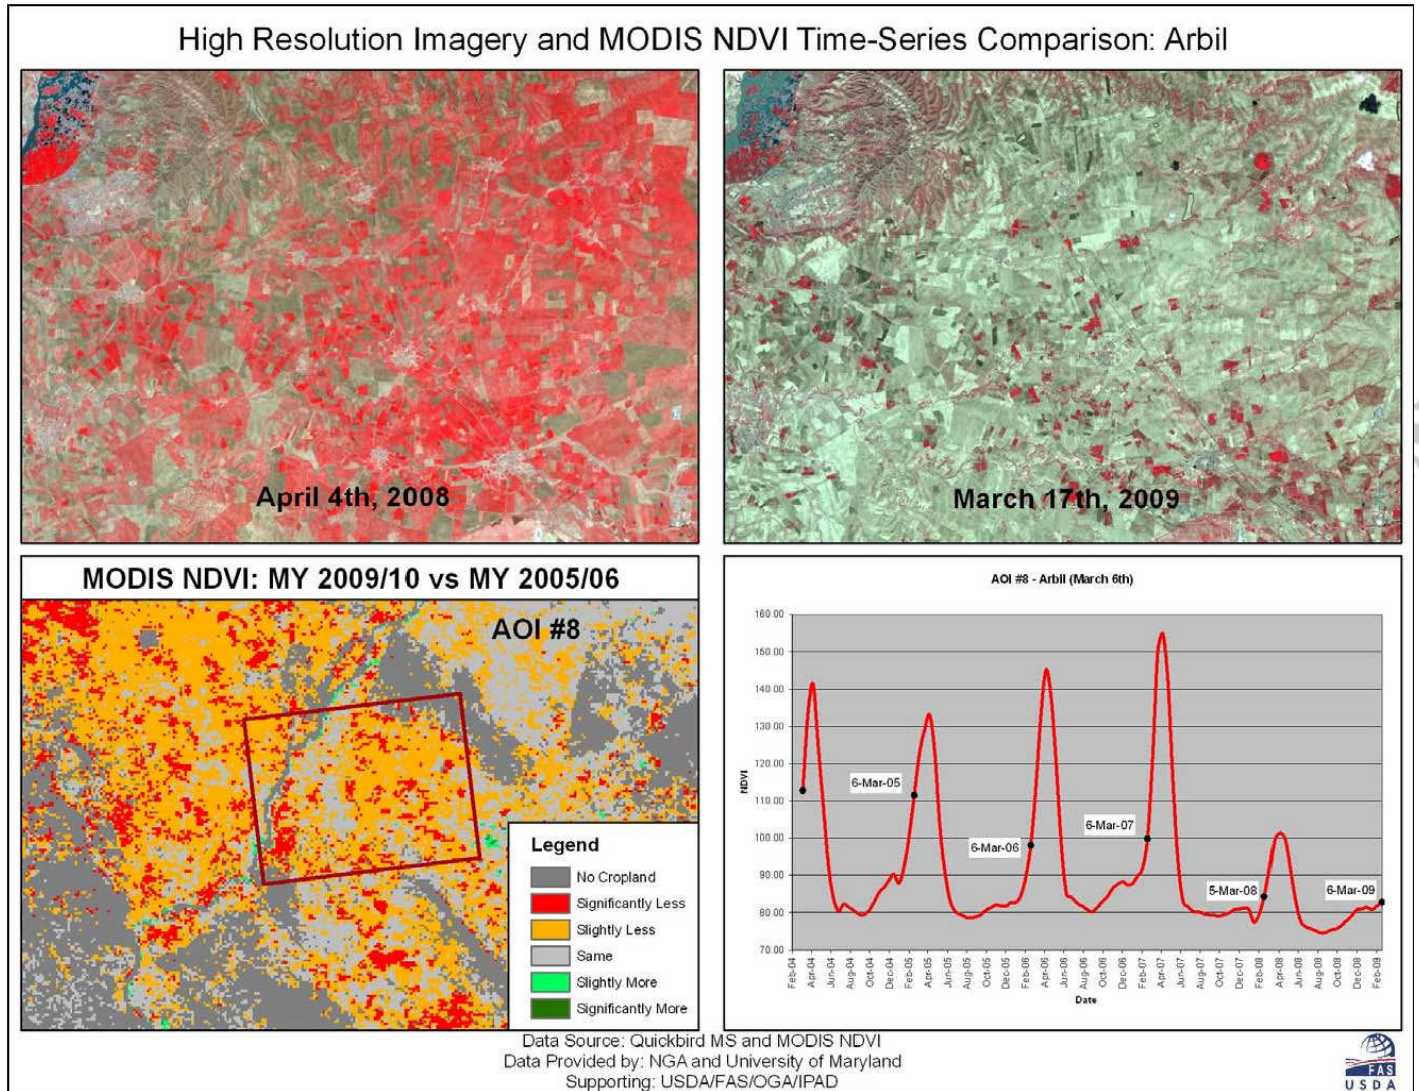 High Resolution Imagery and MODIS NDVI Time-Series Comparison: Arbil
April 4th, 2008
March 17th, 2009
MODIS NDVI: MY 2009/10 vs MY 2005/06
AOI #8
Legend
No Cropland
Significantly Less
Slightly Less
Same
Slightly More
Significantly More
AOI #8 - Arbil (March 6th)
NDVI
160.00
150.00
140.00
130.00
120.00
110.00
100.00
90.00
80.00
70.00
6-Mar-05
6-Mar-06
6-Mar-07
5-Mar-08
6-Mar-09
Feb-04
Apr-04
Jun-04
Aug-04
Oct-04
Dec-04
Feb-05
Apr-05
Jun-05
Aug-05
Oct-05
Dec-05
Feb-06
Apr-06
Jun-06
Aug-06
Oct-06
Dec-06
Feb-07
Apr-07
Jun-07
Aug-07
Oct-07
Dec-07
Feb-08
Apr-08
Jun-08
Aug-08
Oct-08
Dec-08
Feb-09
Date
Data Source: Quickbird MS and MODIS NDVI
Data Provided by: NGA and University of Maryland
Supporting: USDA/FAS/OGA/IPAD
FAS
USDA